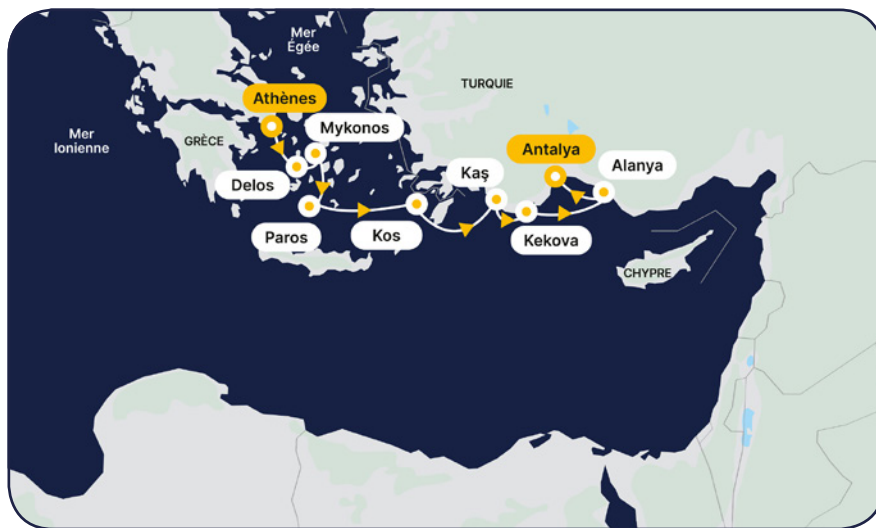 Mer
Égée
TURQUIE
Athènes
Mykonos
Mer
Ionienne
GRÈCE
Antalya
Alanya
Kaş
Delos
Paros
Kos
Kekova
CHYPRE